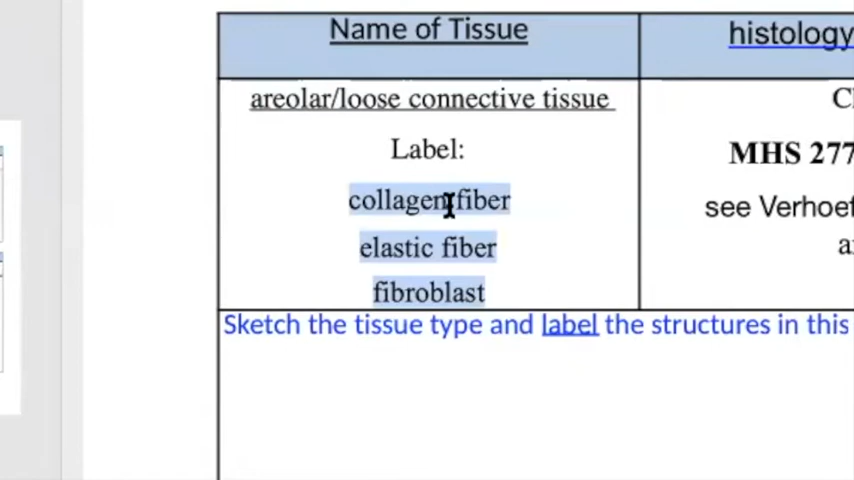 Name of Tissue
histology
areolar/loose connective tissue
Label:
MHS 277
collagen fiber
see Verhoef
elastic fiber
fibroblast
Sketch the tissue type and label the structures in this